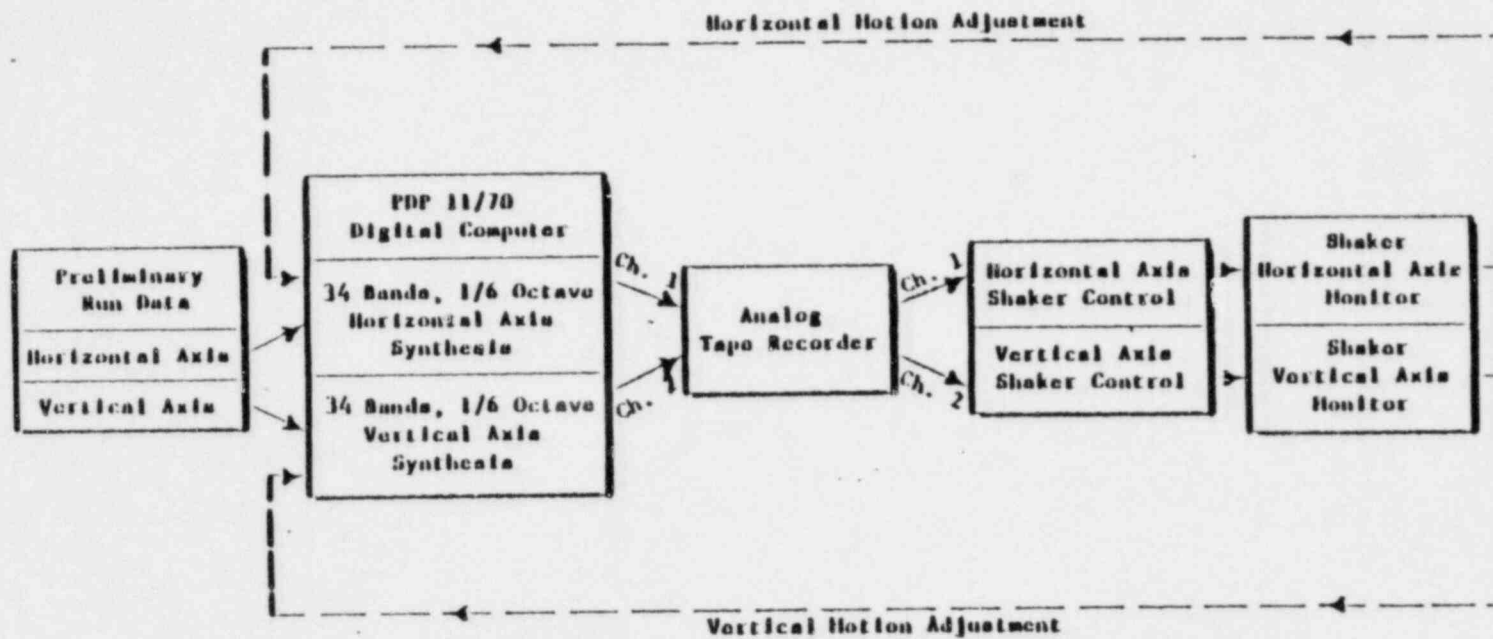 Horizontal Motion Adjustment
Preliminary
Run Data
Horizontal Axis
Vertical Axis
PDP 11/70
Digital Computer
34 Bands, 1/6 Octave
Horizontal Axis
Synthesis
34 Bands, 1/6 Octave
Vertical Axis
Synthesis
Ch. 1
Ch.
Analog
Tape Recorder
Ch. 1
Ch. 2
Horizontal Axis
Shaker Control
Vertical Axis
Shaker Control
Shaker
Horizontal Axis
Monitor
Shaker
Vertical Axis
Monitor
Vertical Motion Adjustment